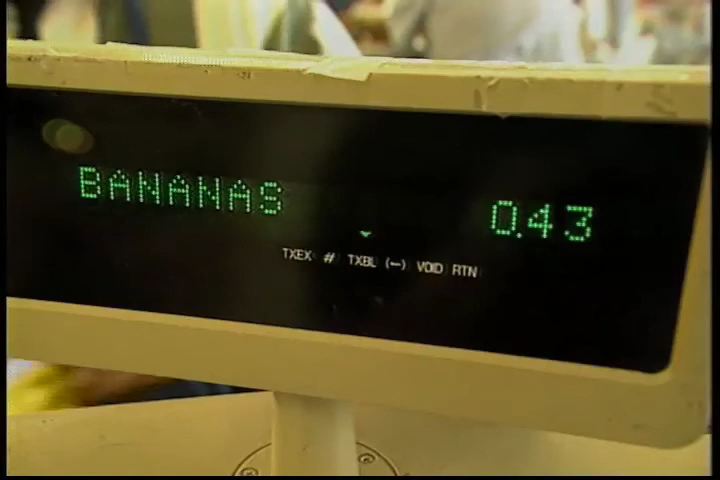 BANANAS 0.43
TXEX # TXBL (-) VOID RTN